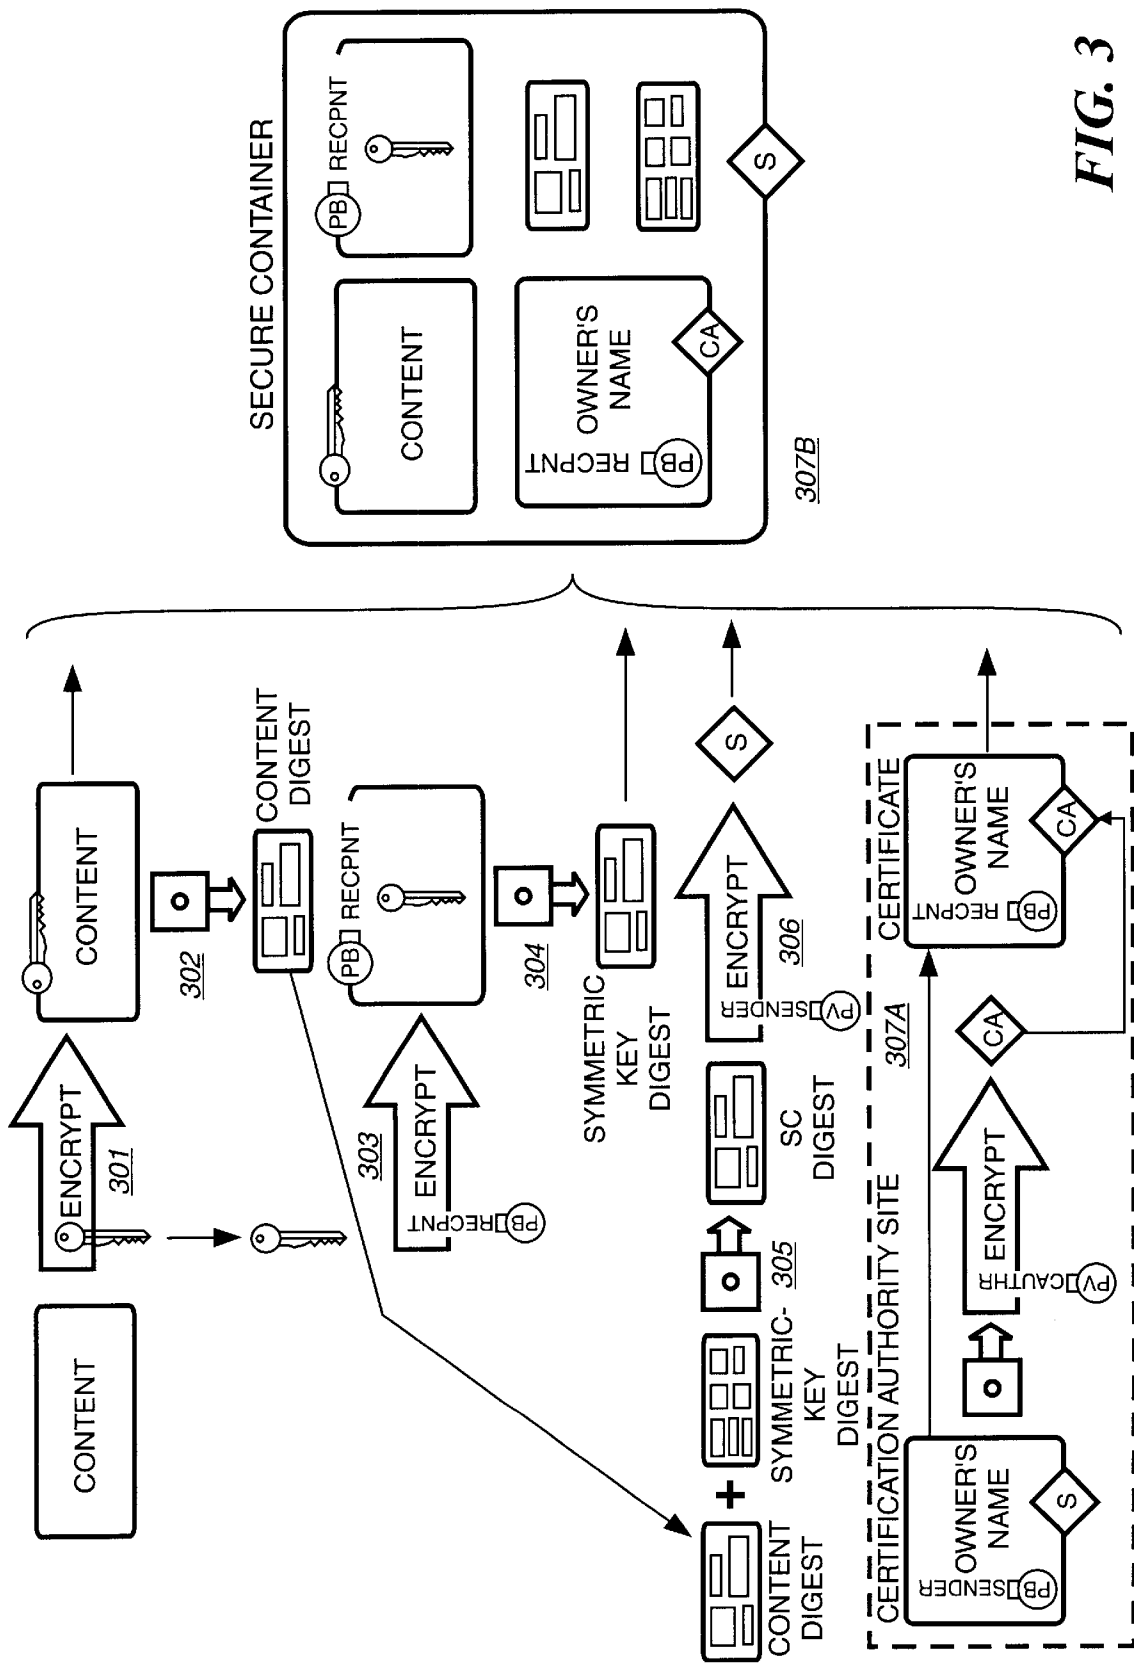 CONTENT
ENCRYPT
301
CONTENT
302
CONTENT
DIGEST
PB RECPNT
ENCRYPT
303
PB RECPNT
304
SYMMETRIC
KEY
DIGEST
CONTENT
DIGEST
+
SYMMETRIC-
KEY
DIGEST
305
SC
DIGEST
ENCRYPT
PV SENDER
306
S
CERTIFICATION AUTHORITY SITE
307A
CERTIFICATE
PB SENDER
OWNER'S
NAME
S
ENCRYPT
PV CAUTHR
CA
PB RECPNT
OWNER'S
NAME
CA
SECURE CONTAINER
CONTENT
PB RECPNT
PB RECPNT
OWNER'S
NAME
CA
S
307B
FIG. 3